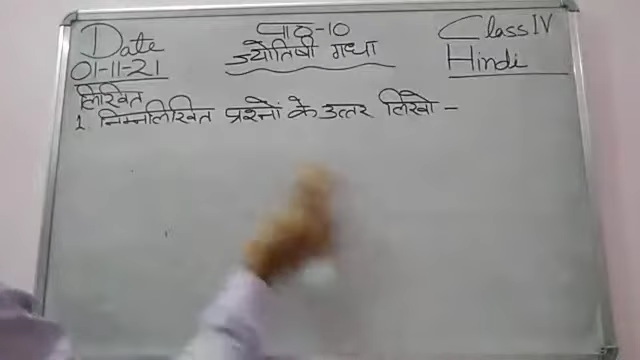 Date
01-11-21
पाठ-10
ज्योतिषी गधा
Class IV
Hindi
लिखित
1. निम्नलिखित प्रश्नों के उत्तर लिखो –